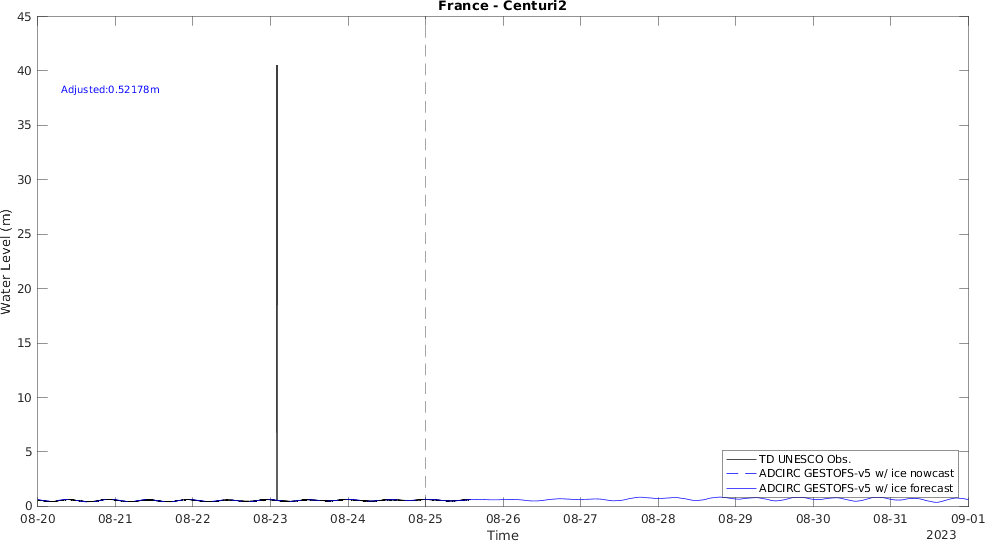 France - Centuri2
45
40
35
30
25
20
15
10
5
0
Water Level (m)
Adjusted:0.52178m
TD UNESCO Obs.
ADCIRC GESTOFS-v5 w/ ice nowcast
ADCIRC GESTOFS-v5 w/ ice forecast
08-20 08-21 08-22 08-23 08-24 08-25 08-26 08-27 08-28 08-29 08-30 08-31 09-01
Time
2023